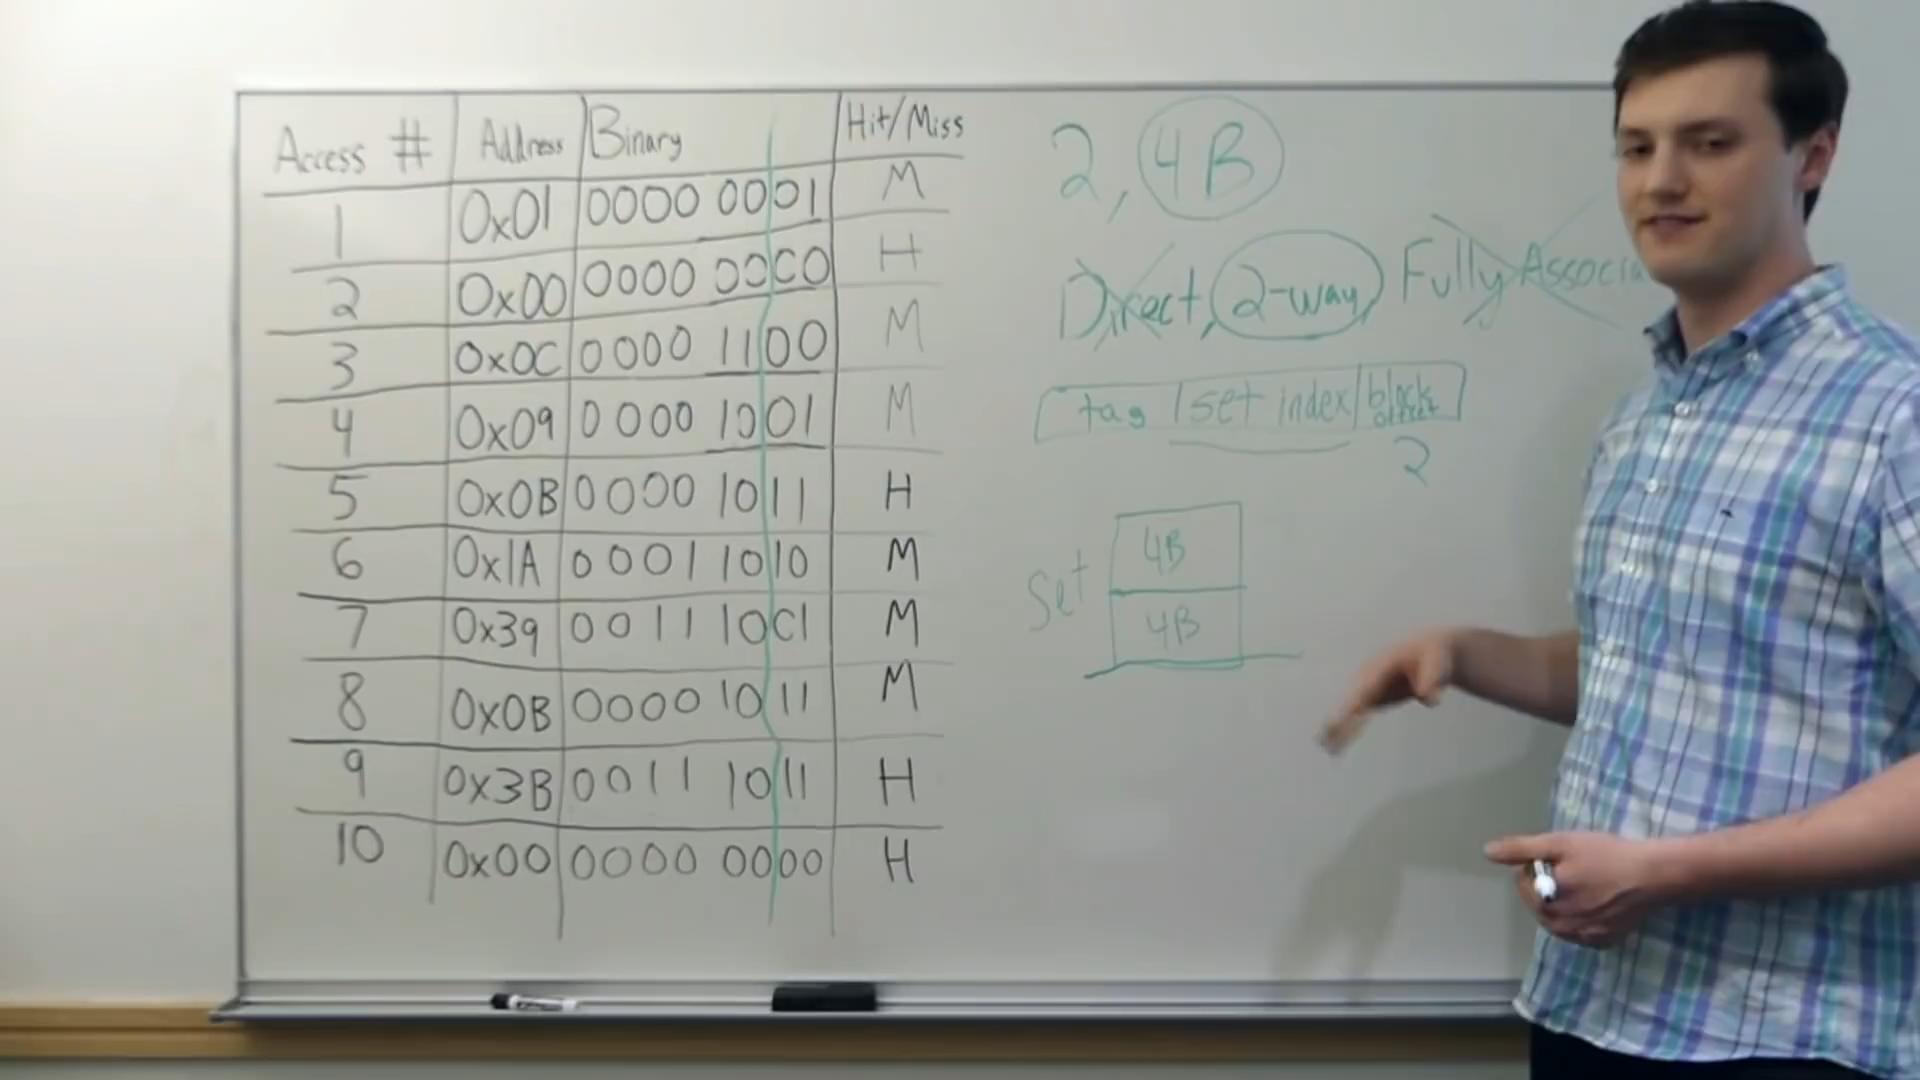 Access # Address Binary Hit/Miss
1 0x01 0000 0001 M
2 0x00 0000 0000 H
3 0x0C 0000 1100 M
4 0x09 0000 1001 M
5 0x0B 0000 1011 H
6 0x1A 0001 1010 M
7 0x39 0011 1001 M
8 0x0B 0000 1011 M
9 0x3B 0011 1011 H
10 0x00 0000 0000 H
2, 4B
Direct, 2-way, Fully Associa
tag set index block offset
2
Set 4B
4B